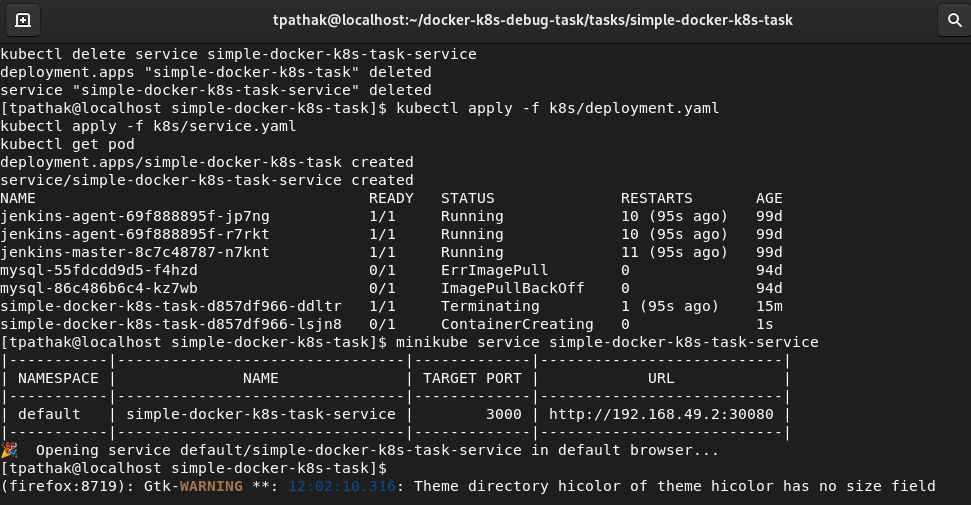 tpathak@localhost:~/docker-k8s-debug-task/tasks/simple-docker-k8s-task
kubectl delete service simple-docker-k8s-task-service
deployment.apps "simple-docker-k8s-task" deleted
service "simple-docker-k8s-task-service" deleted
[tpathak@localhost simple-docker-k8s-task]$ kubectl apply -f k8s/deployment.yaml
kubectl apply -f k8s/service.yaml
kubectl get pod
deployment.apps/simple-docker-k8s-task created
service/simple-docker-k8s-task-service created
NAME                                     READY   STATUS              RESTARTS       AGE
jenkins-agent-69f888895f-jp7ng           1/1     Running             10 (95s ago)   99d
jenkins-agent-69f888895f-r7rkt           1/1     Running             10 (95s ago)   99d
jenkins-master-8c7c48787-n7knt           1/1     Running             11 (95s ago)   99d
mysql-55fdcdd9d5-f4hzd                   0/1     ErrImagePull        0              94d
mysql-86c486b6c4-kz7wb                   0/1     ImagePullBackOff    0              94d
simple-docker-k8s-task-d857df966-ddltr   1/1     Terminating         1 (95s ago)    15m
simple-docker-k8s-task-d857df966-lsjn8   0/1     ContainerCreating   0              1s
[tpathak@localhost simple-docker-k8s-task]$ minikube service simple-docker-k8s-task-service
|-----------|--------------------------------|-------------|---------------------------|
| NAMESPACE |              NAME              | TARGET PORT |            URL            |
|-----------|--------------------------------|-------------|---------------------------|
| default   | simple-docker-k8s-task-service |        3000 | http://192.168.49.2:30080 |
|-----------|--------------------------------|-------------|---------------------------|
🎉  Opening service default/simple-docker-k8s-task-service in default browser...
[tpathak@localhost simple-docker-k8s-task]$
(firefox:8719): Gtk-WARNING **: 12:02:10.316: Theme directory hicolor of theme hicolor has no size field